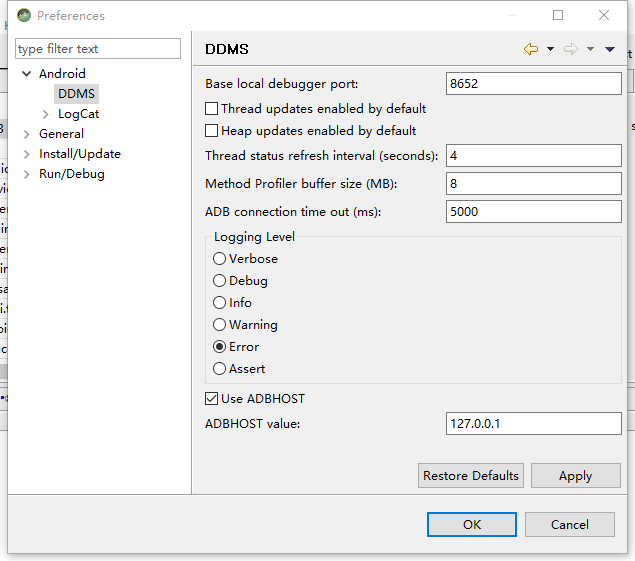 Preferences
type filter text
Android
DDMS
LogCat
General
Install/Update
Run/Debug
DDMS
Base local debugger port: 8652
Thread updates enabled by default
Heap updates enabled by default
Thread status refresh interval (seconds): 4
Method Profiler buffer size (MB): 8
ADB connection time out (ms): 5000
Logging Level
Verbose
Debug
Info
Warning
Error
Assert
Use ADBHOST
ADBHOST value: 127.0.0.1
Restore Defaults Apply
OK Cancel